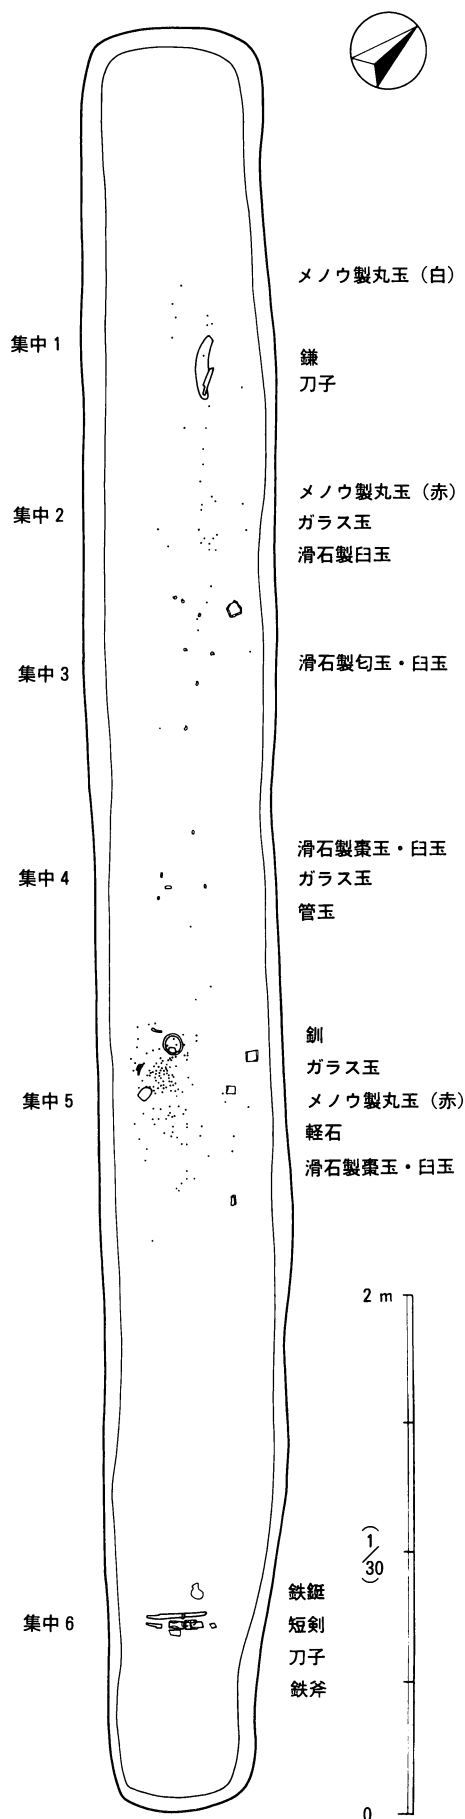 メノウ製丸玉（白）
集中1
鎌
刀子
メノウ製丸玉（赤）
集中2
ガラス玉
滑石製臼玉
滑石製勾玉・臼玉
集中3
滑石製棗玉・臼玉
集中4
ガラス玉
管玉
釧
ガラス玉
集中5
メノウ製丸玉（赤）
軽石
滑石製棗玉・臼玉
2 m
(1/30)
鉄鋌
集中6
短剣
刀子
鉄斧
0